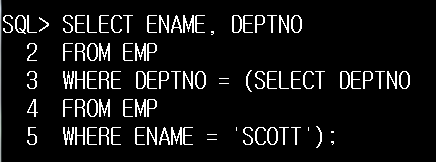 SQL> SELECT ENAME, DEPTNO
2 FROM EMP
3 WHERE DEPTNO = (SELECT DEPTNO
4 FROM EMP
5 WHERE ENAME = 'SCOTT');